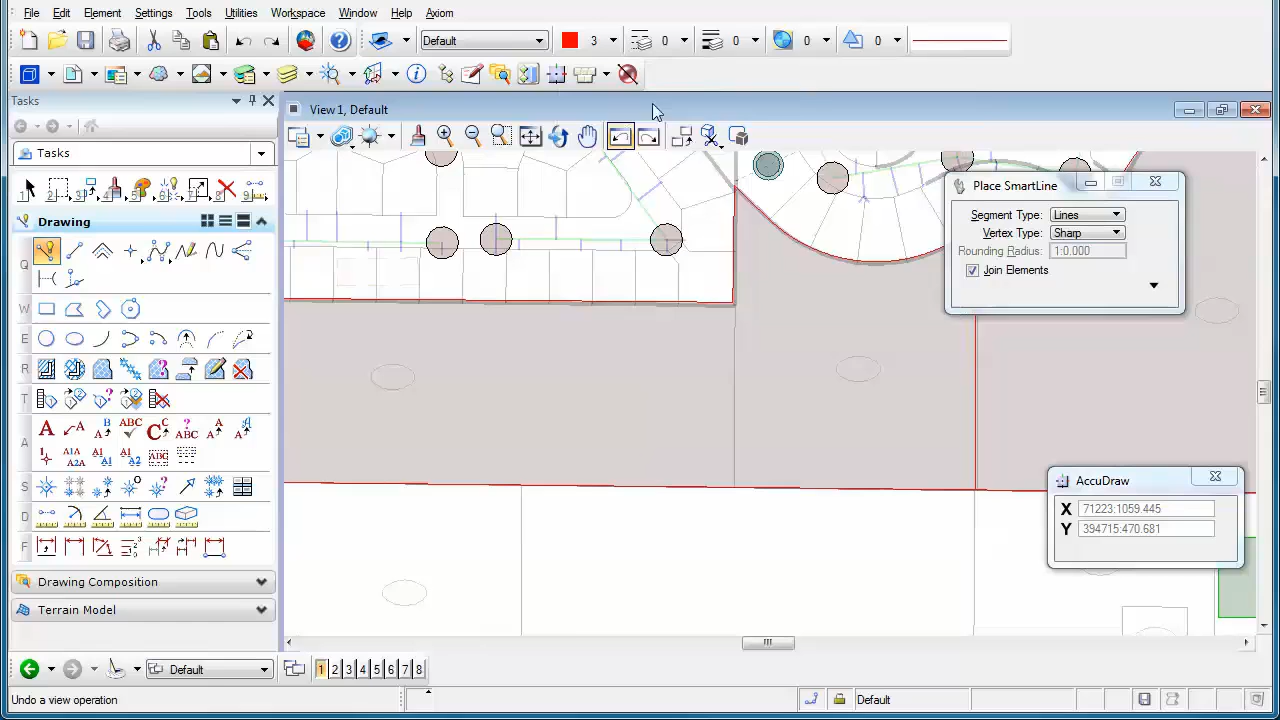 File Edit Element Settings Tools Utilities Workspace Window Help Axiom
Default 3 0 0 0 0
Tasks
View 1, Default
Tasks
Drawing
Q
W
E
R
T
A
S
D
F
Drawing Composition
Terrain Model
Place SmartLine
Segment Type: Lines
Vertex Type: Sharp
Rounding Radius: 1:0.000
Join Elements
AccuDraw
X 71223:1059.445
Y 394715:470.681
Default 1 2 3 4 5 6 7 8
Undo a view operation Default